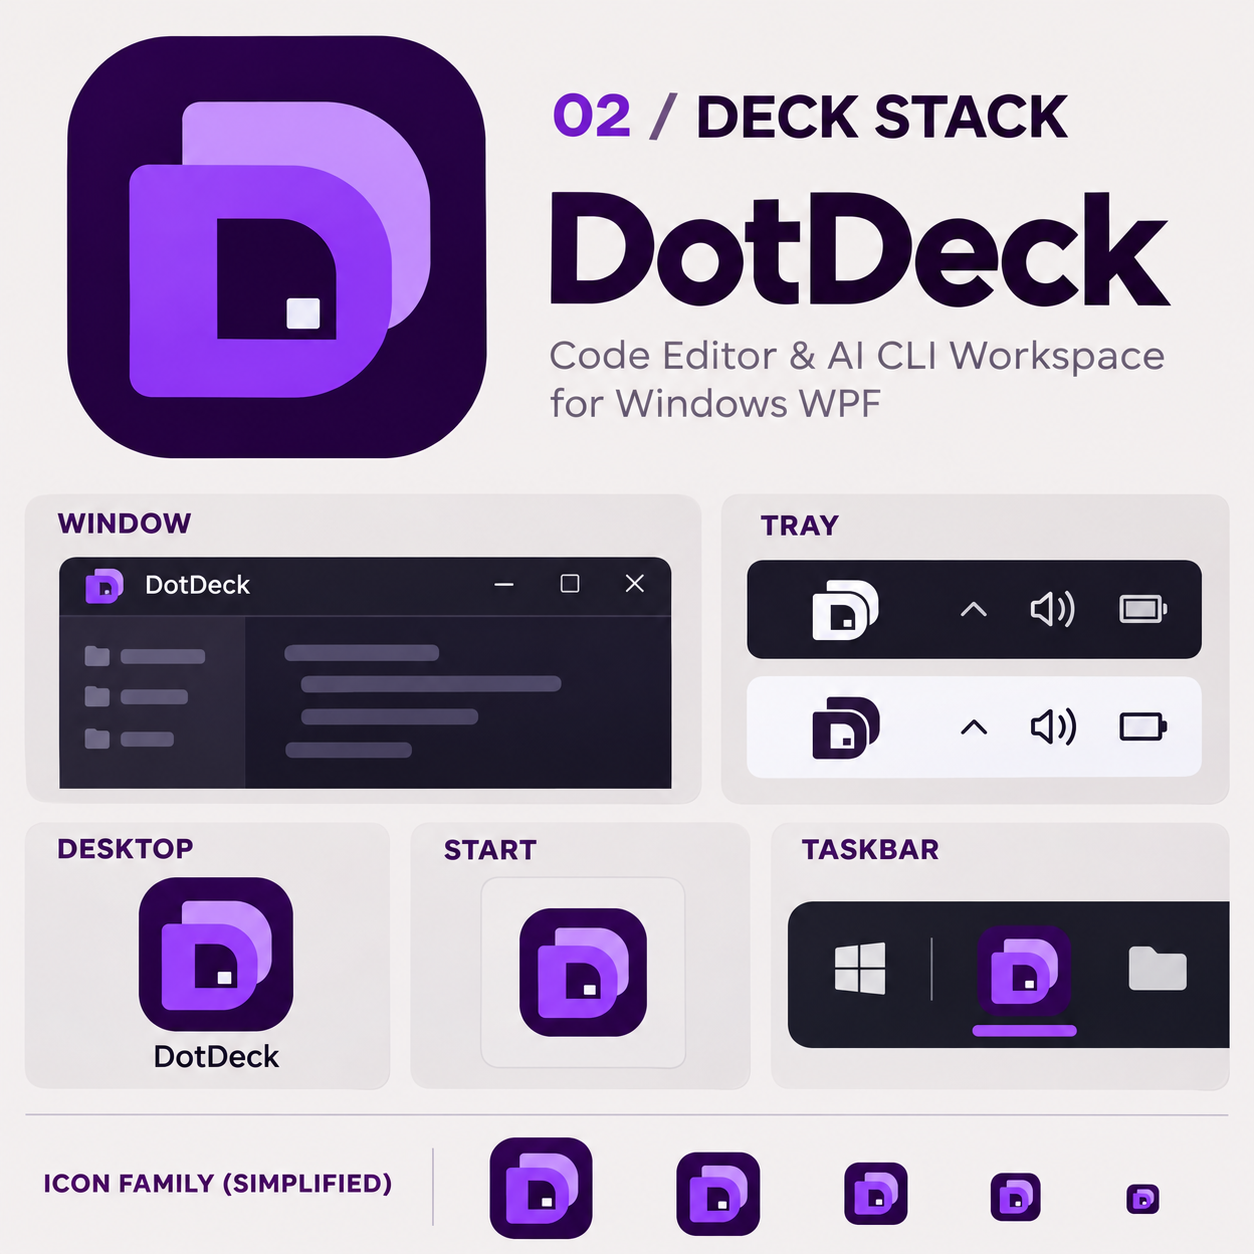 02 / DECK STACK
DotDeck
Code Editor & AI CLI Workspace
for Windows WPF
WINDOW
DotDeck
TRAY
DESKTOP
DotDeck
START
TASKBAR
ICON FAMILY (SIMPLIFIED)